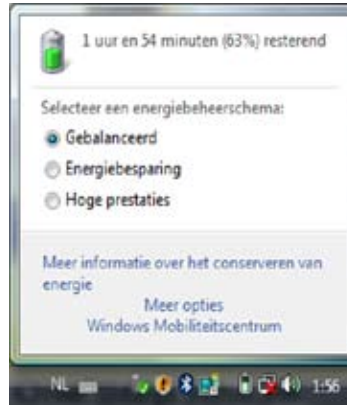 1 uur en 54 minuten (63%) resterend
Selecteer een energiebeheerschema:
Gebalanceerd
Energiebesparing
Hoge prestaties
Meer informatie over het conserveren van
energie
Meer opties
Windows Mobiliteitscentrum
NL 1:56